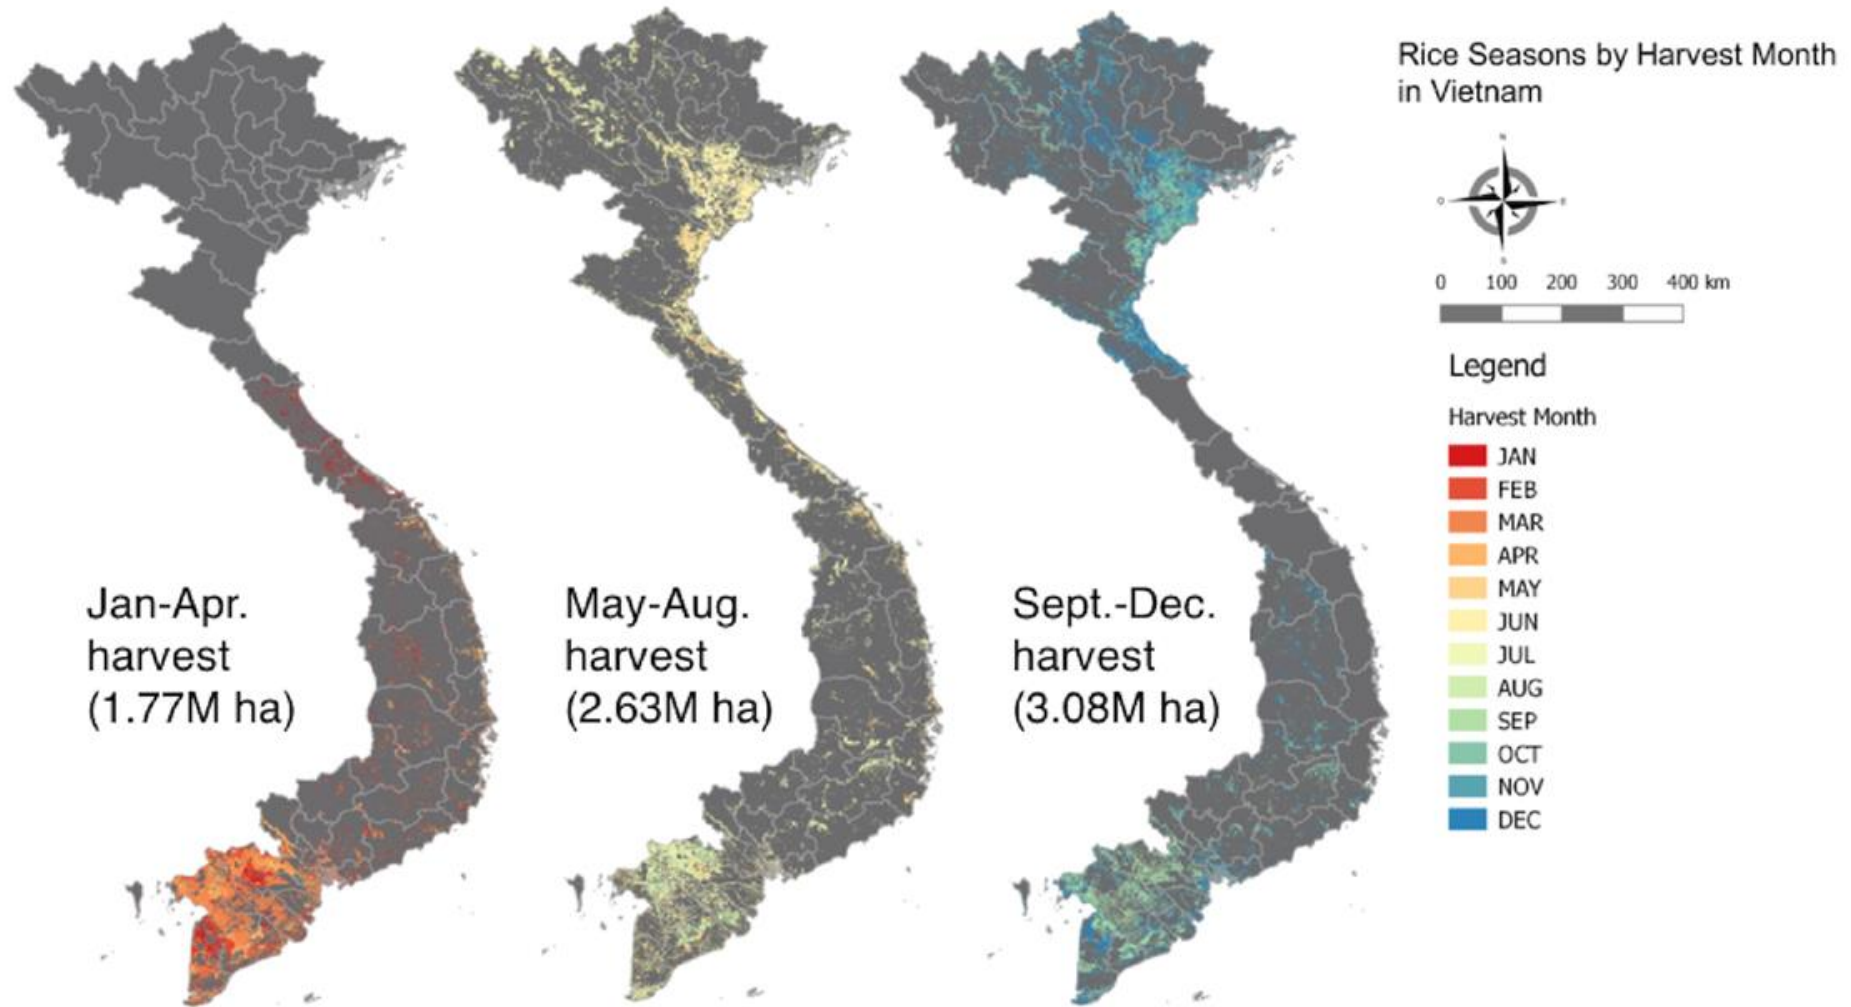 Rice Seasons by Harvest Month
in Vietnam
N
O
E
S
0 100 200 300 400 km
Legend
Harvest Month
JAN
FEB
MAR
APR
MAY
JUN
JUL
AUG
SEP
OCT
NOV
DEC
Jan-Apr.
harvest
(1.77M ha)
May-Aug.
harvest
(2.63M ha)
Sept.-Dec.
harvest
(3.08M ha)